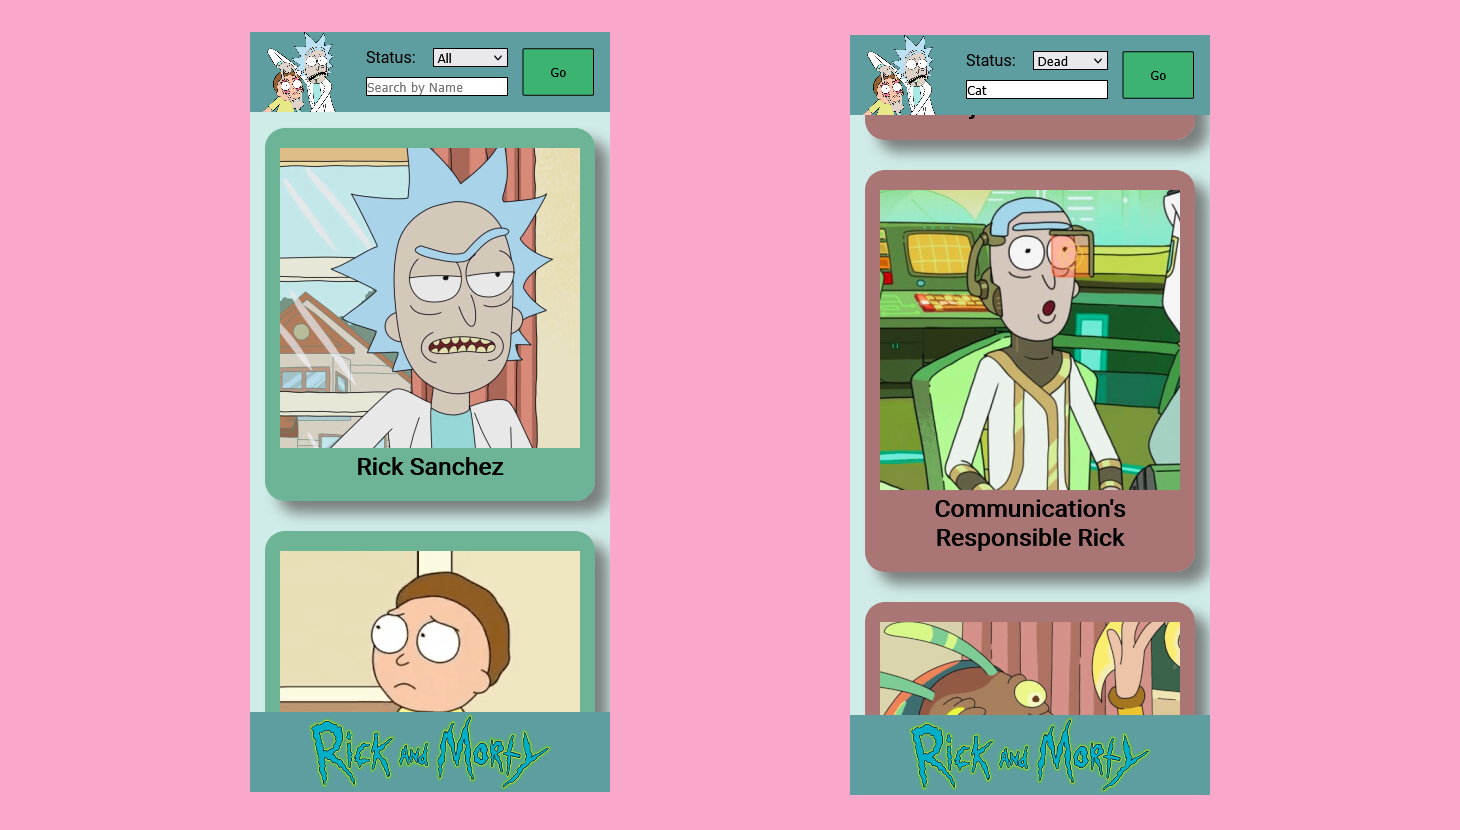 Status:
All
Search by Name
Go
Rick Sanchez
RICK AND MORTY
Status:
Dead
Cat
Go
Communication's
Responsible Rick
RICK AND MORTY